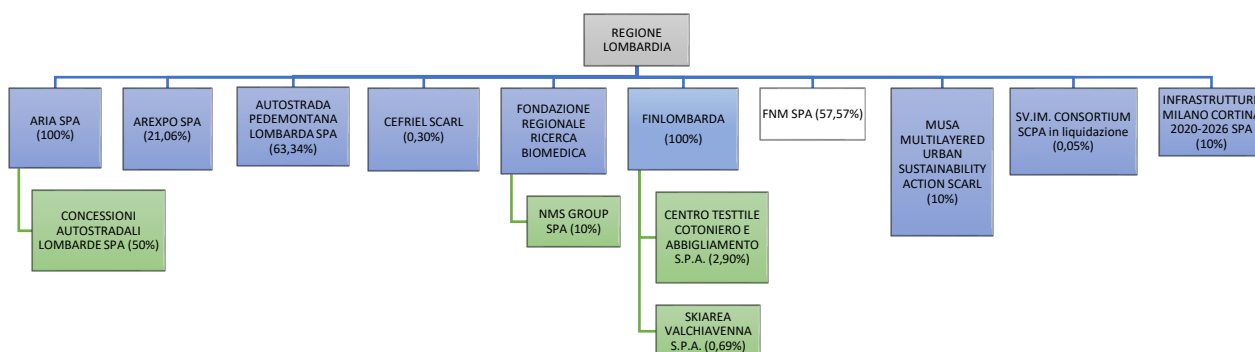 REGIONE
LOMBARDIA
ARIA SPA
(100%)
AREXPO SPA
(21,06%)
AUTOSTRADA
PEDEMONTANA
LOMBARDA SPA
(63,34%)
CEFRIEL SCARL
(0,30%)
FONDAZIONE
REGIONALE
RICERCA
BIOMEDICA
FINLOMBARDA
(100%)
FNM SPA (57,57%)
MUSA
MULTILAYERED
URBAN
SUSTAINABILITY
ACTION SCARL
(10%)
SV.IM. CONSORTIUM
SCPA in liquidazione
(0,05%)
INFRASTRUTTURE
MILANO CORTINA
2020-2026 SPA
(10%)
CONCESSIONI
AUTOSTRADALI
LOMBARDE SPA (50%)
NMS GROUP
SPA (10%)
CENTRO TESTTILE
COTONIERO E
ABBIGLIAMENTO
S.P.A. (2,90%)
SKIAREA
VALCHIAVENNA
S.P.A. (0,69%)